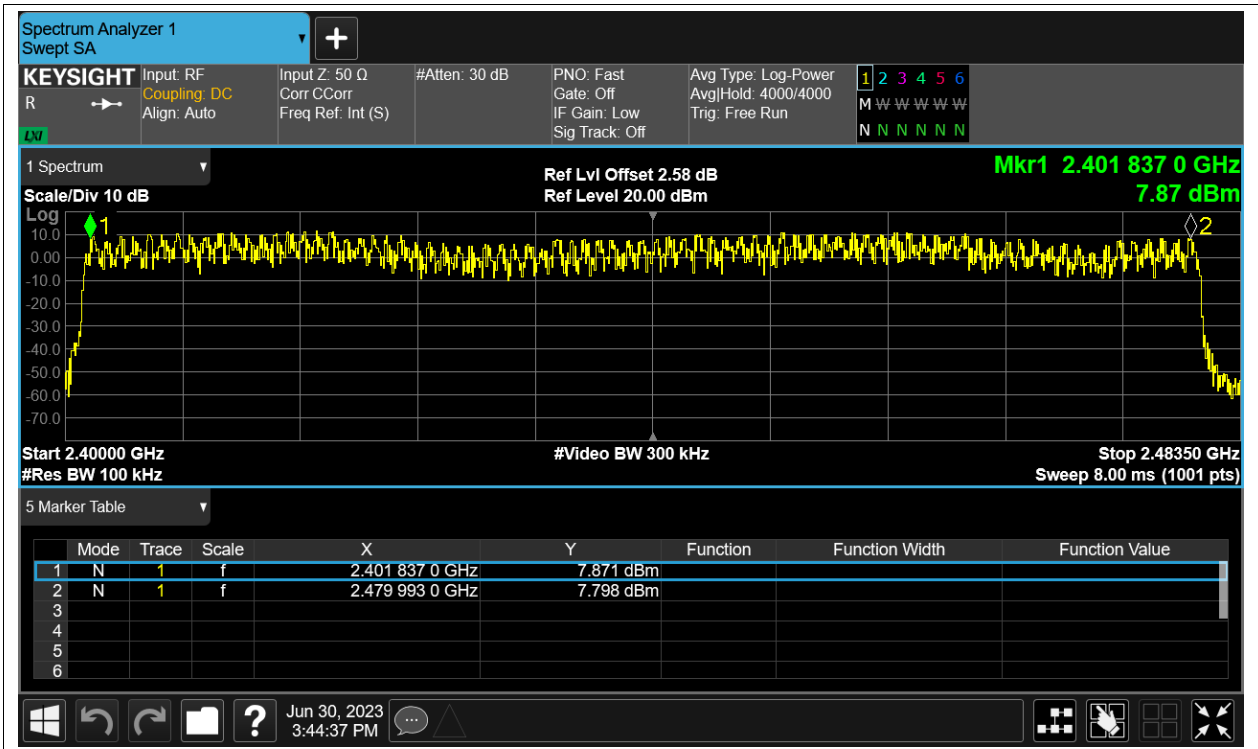 Spectrum Analyzer 1
Swept SA
KEYSIGHT
R
LXI
Input: RF
Coupling: DC
Align: Auto
Input Z: 50 Ω
Corr CCorr
Freq Ref: Int (S)
#Atten: 30 dB
PNO: Fast
Gate: Off
IF Gain: Low
Sig Track: Off
Avg Type: Log-Power
Avg|Hold: 4000/4000
Trig: Free Run
1 2 3 4 5 6
M W W W W W
N N N N N N
1 Spectrum
Scale/Div 10 dB
Ref Lvl Offset 2.58 dB
Ref Level 20.00 dBm
Mkr1 2.401 837 0 GHz
7.87 dBm
Log
1
2
10.0
0.00
-10.0
-20.0
-30.0
-40.0
-50.0
-60.0
-70.0
Start 2.40000 GHz
#Res BW 100 kHz
#Video BW 300 kHz
Stop 2.48350 GHz
Sweep 8.00 ms (1001 pts)
5 Marker Table
Mode Trace Scale X Y Function Function Width Function Value
1 N 1 f 2.401 837 0 GHz 7.871 dBm
2 N 1 f 2.479 993 0 GHz 7.798 dBm
3
4
5
6
?
Jun 30, 2023
3:44:37 PM